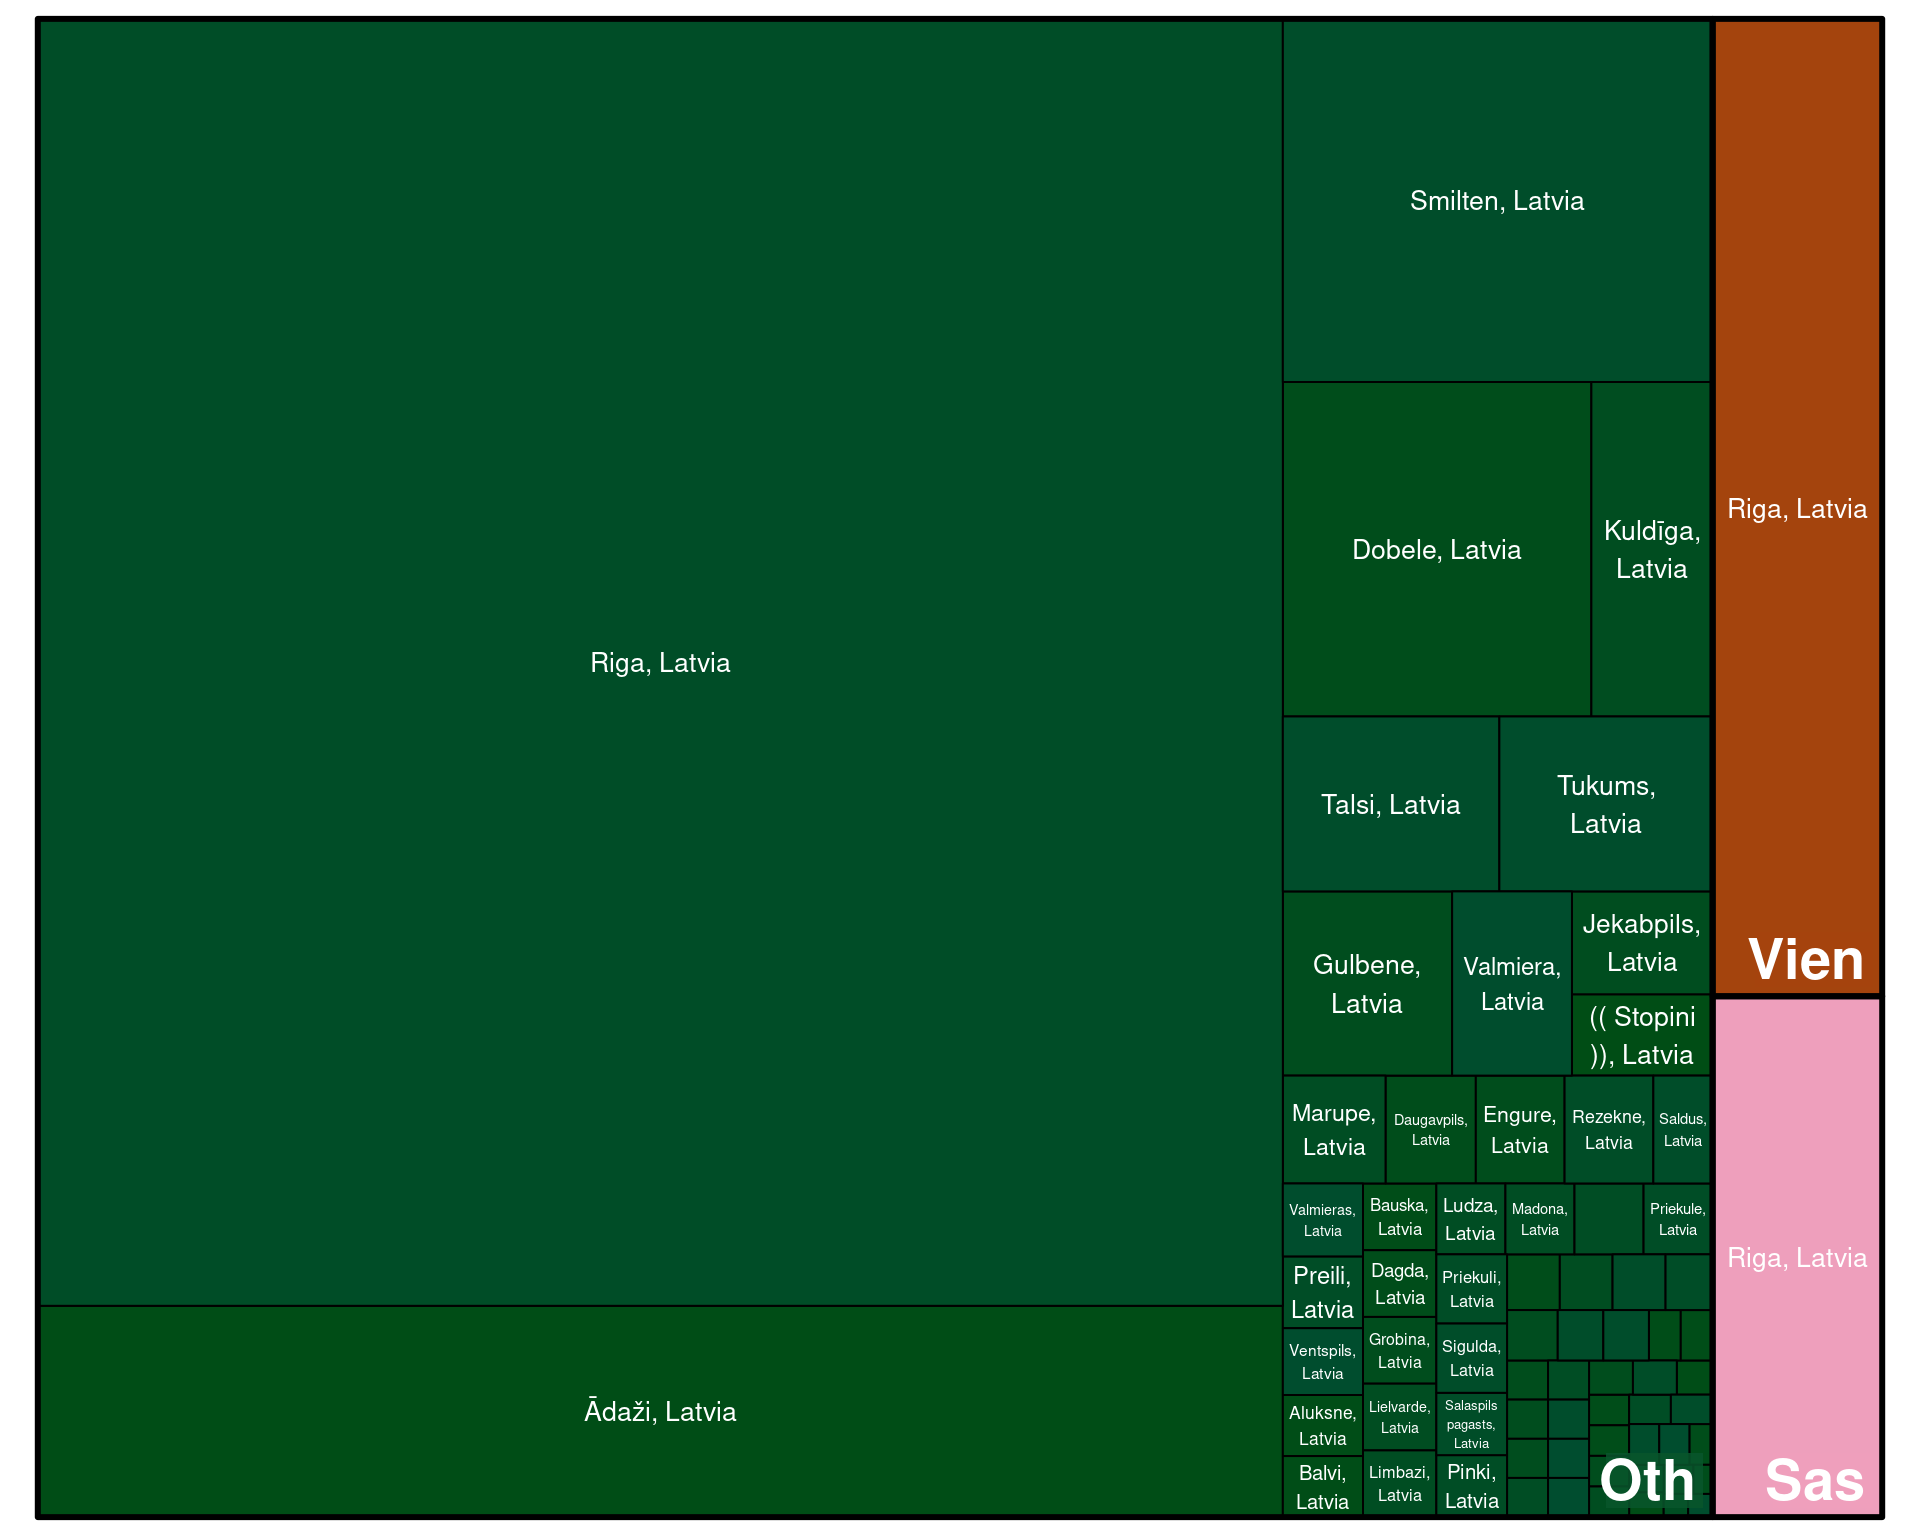 Riga, Latvia
Ādaži, Latvia
Smilten, Latvia
Dobele, Latvia
Kuldīga,
Latvia
Talsi, Latvia
Tukums,
Latvia
Gulbene,
Latvia
Valmiera,
Latvia
Jekabpils,
Latvia
(( Stopini
)), Latvia
Marupe,
Latvia
Daugavpils,
Latvia
Engure,
Latvia
Rezekne,
Latvia
Saldus,
Latvia
Valmieras,
Latvia
Preili,
Latvia
Ventspils,
Latvia
Aluksne,
Latvia
Balvi,
Latvia
Bauska,
Latvia
Dagda,
Latvia
Grobina,
Latvia
Lielvarde,
Latvia
Limbazi,
Latvia
Ludza,
Latvia
Madona,
Latvia
Priekule,
Latvia
Priekuli,
Latvia
Sigulda,
Latvia
Salaspils
pagasts,
Latvia
Pinki,
Latvia
Oth
Riga, Latvia
Vien
Riga, Latvia
Sas